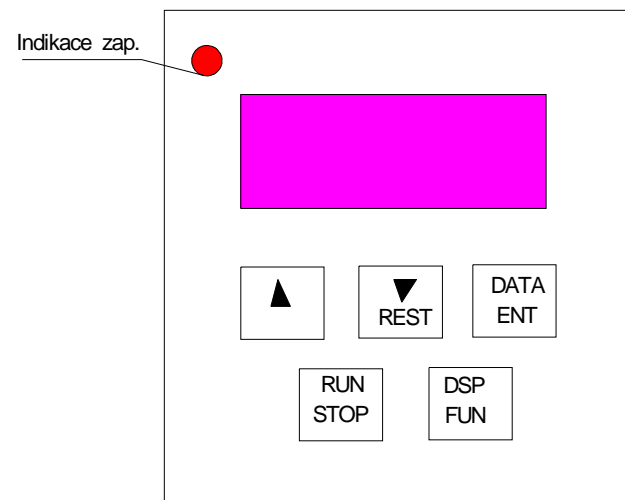 Indikace zap.
▲
▼
REST
DATA
ENT
RUN
STOP
DSP
FUN